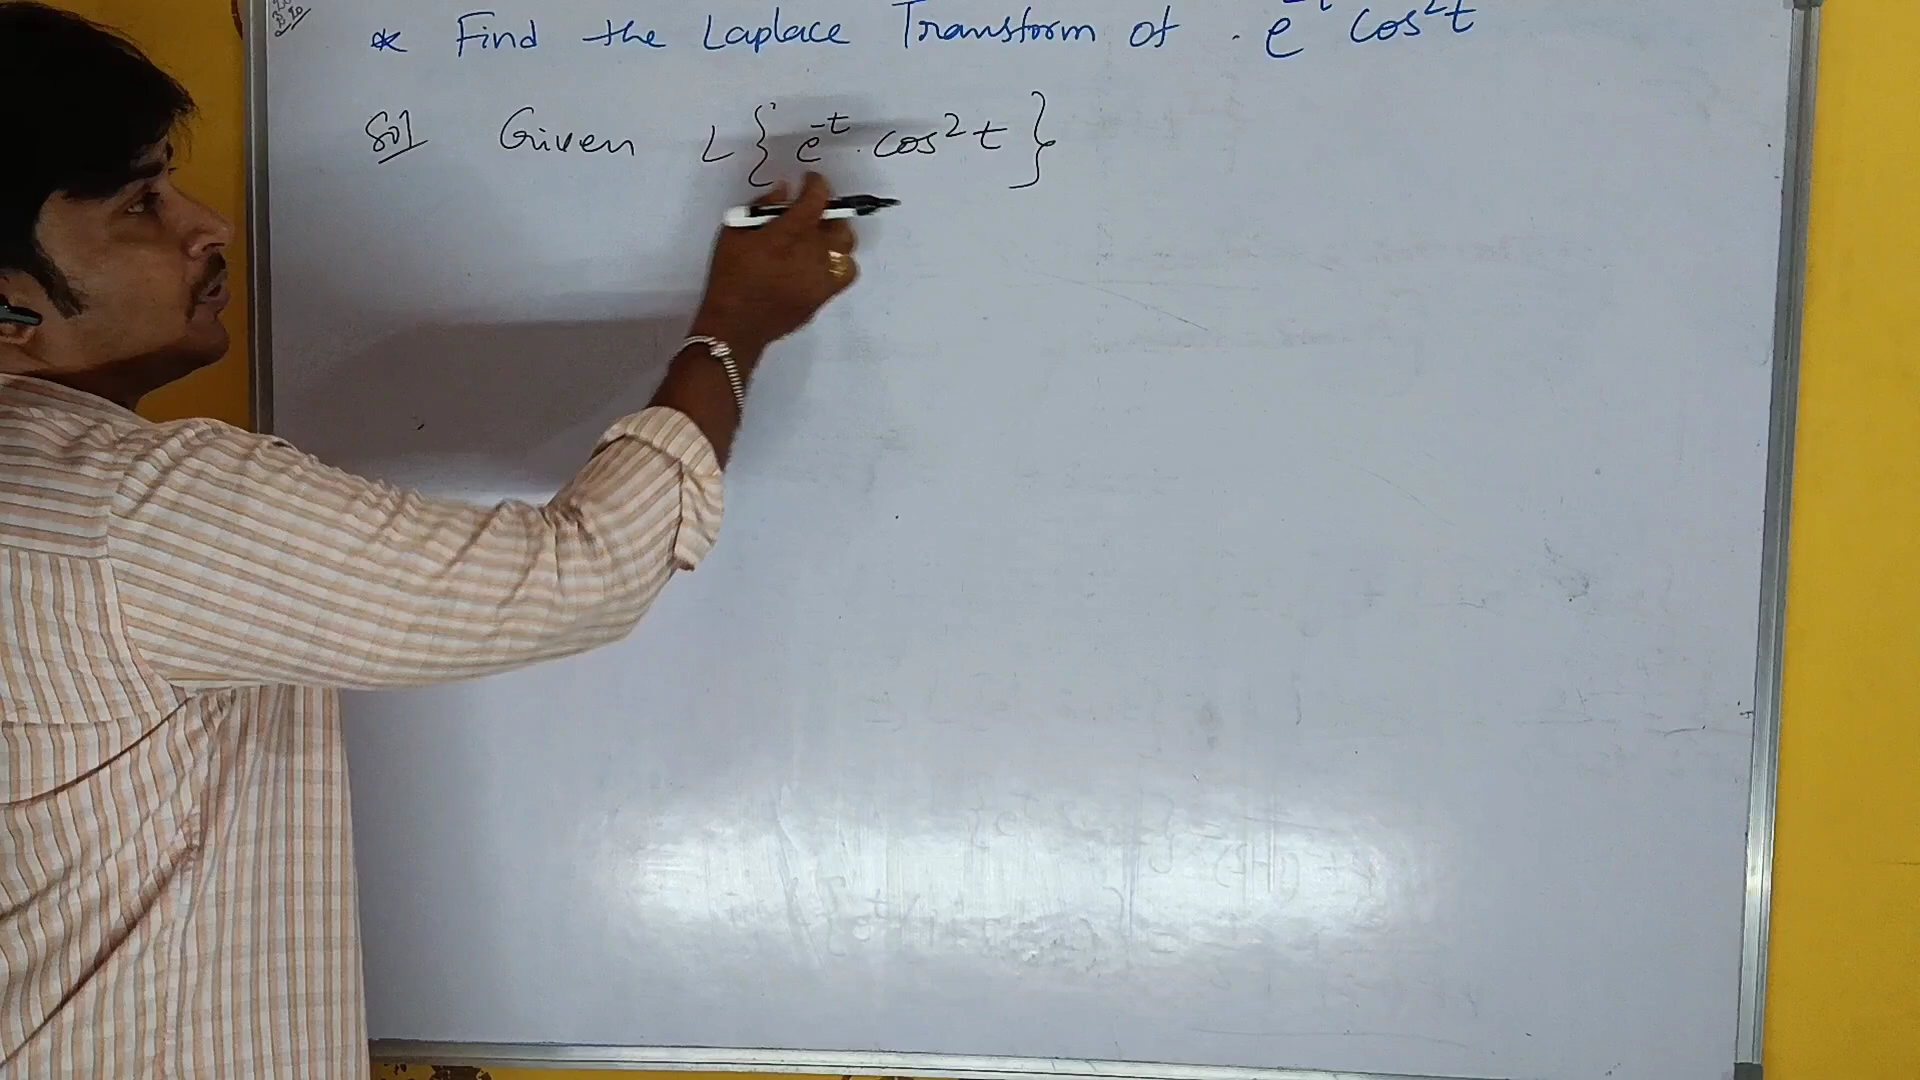 * Find the Laplace Transform of . e^-t cos²t
Sol Given L{e^-t . cos²t}